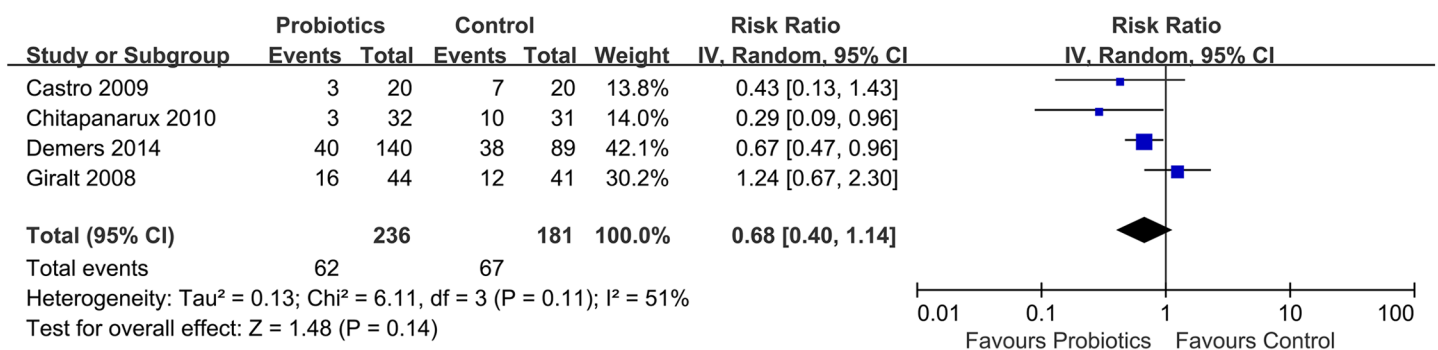 Probiotics Control Risk Ratio Risk Ratio
Study or Subgroup Events Total Events Total Weight IV, Random, 95% CI IV, Random, 95% CI
Castro 2009 3 20 7 20 13.8% 0.43 [0.13, 1.43]
Chitapanarux 2010 3 32 10 31 14.0% 0.29 [0.09, 0.96]
Demers 2014 40 140 38 89 42.1% 0.67 [0.47, 0.96]
Giralt 2008 16 44 12 41 30.2% 1.24 [0.67, 2.30]
Total (95% CI) 236 181 100.0% 0.68 [0.40, 1.14]
Total events 62 67
Heterogeneity: Tau² = 0.13; Chi² = 6.11, df = 3 (P = 0.11); I² = 51%
Test for overall effect: Z = 1.48 (P = 0.14)
0.01 0.1 1 10 100
Favours Probiotics Favours Control